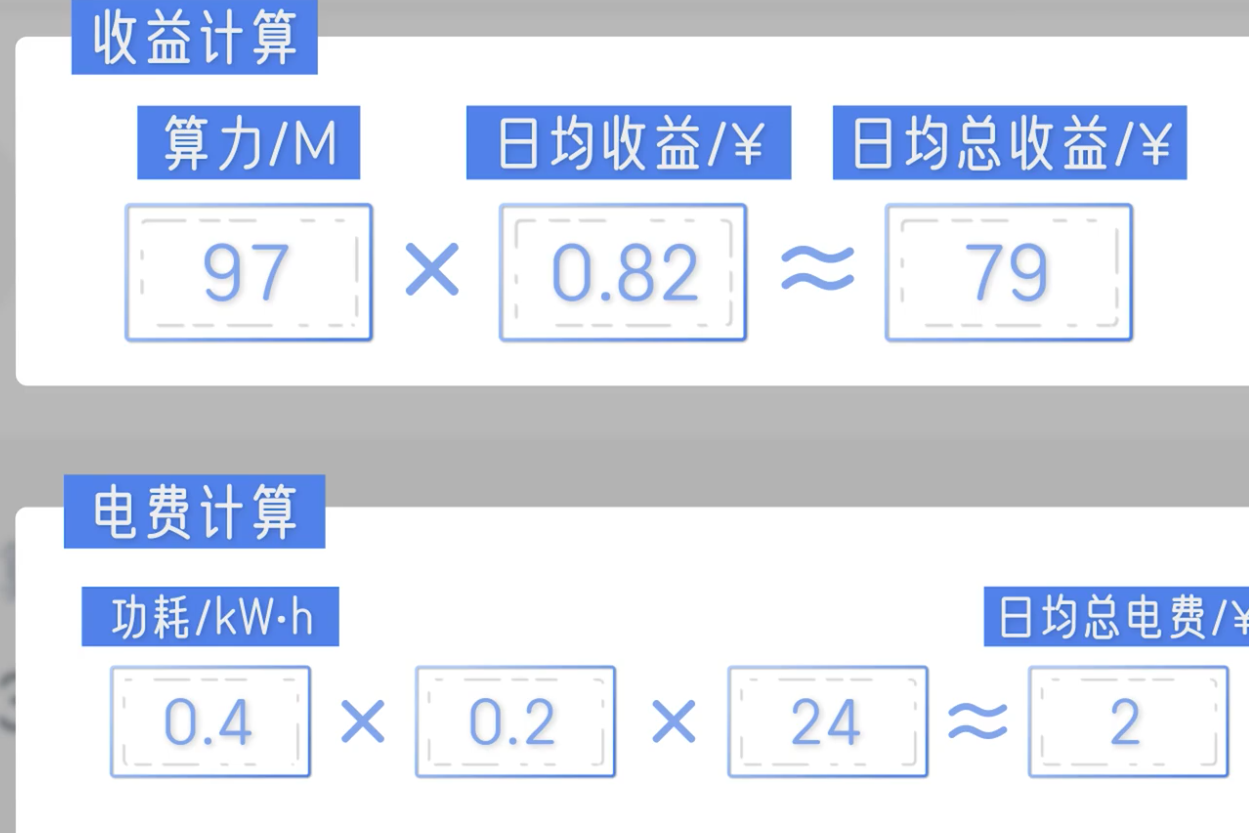 收益计算
算力/M 日均收益/¥ 日均总收益/¥
97 × 0.82 ≈ 79
电费计算
功耗/kW·h 日均总电费/¥
0.4 × 0.2 × 24 ≈ 2